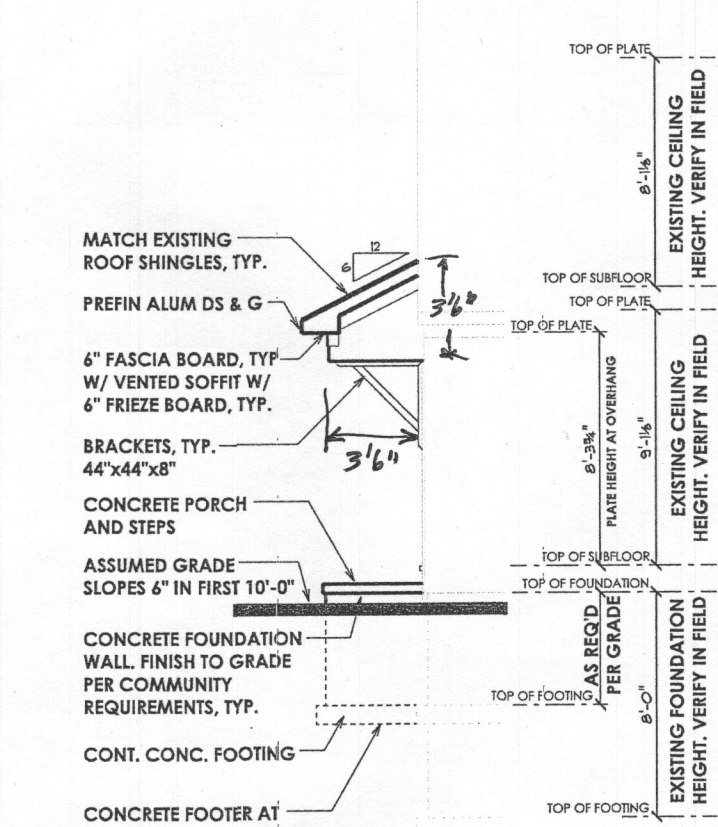 TOP OF PLATE
8'-1⅛"
EXISTING CEILING
HEIGHT. VERIFY IN FIELD
MATCH EXISTING
ROOF SHINGLES, TYP.
12
6
3'6"
TOP OF SUBFLOOR
TOP OF PLATE
PREFIN ALUM DS & G
TOP OF PLATE
6" FASCIA BOARD, TYP
W/ VENTED SOFFIT W/
6" FRIEZE BOARD, TYP.
BRACKETS, TYP.
44"x44"x8"
3'6"
8'-3¾"
PLATE HEIGHT AT OVERHANG
9'-1⅛"
EXISTING CEILING
HEIGHT. VERIFY IN FIELD
CONCRETE PORCH
AND STEPS
ASSUMED GRADE
SLOPES 6" IN FIRST 10'-0"
TOP OF SUBFLOOR
TOP OF FOUNDATION
CONCRETE FOUNDATION
WALL. FINISH TO GRADE
PER COMMUNITY
REQUIREMENTS, TYP.
AS REQ'D
PER GRADE
TOP OF FOOTING
8'-0"
EXISTING FOUNDATION
HEIGHT. VERIFY IN FIELD
CONT. CONC. FOOTING
CONCRETE FOOTER AT
TOP OF FOOTING